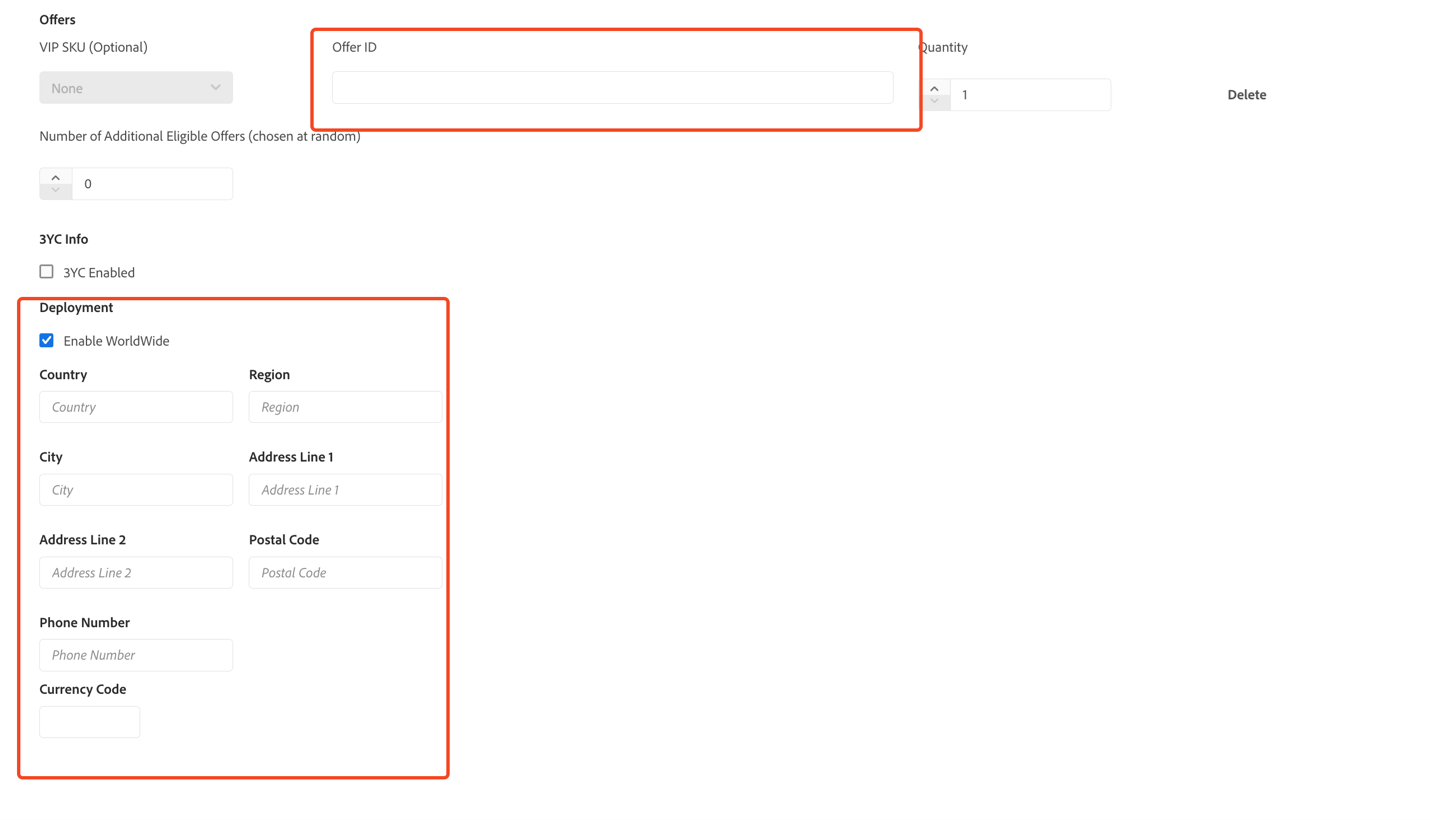 Offers
VIP SKU (Optional)
Offer ID
Quantity
None
1
Delete
Number of Additional Eligible Offers (chosen at random)
0
3YC Info
3YC Enabled
Deployment
Enable WorldWide
Country
Region
Country
Region
City
Address Line 1
City
Address Line 1
Address Line 2
Postal Code
Address Line 2
Postal Code
Phone Number
Phone Number
Currency Code